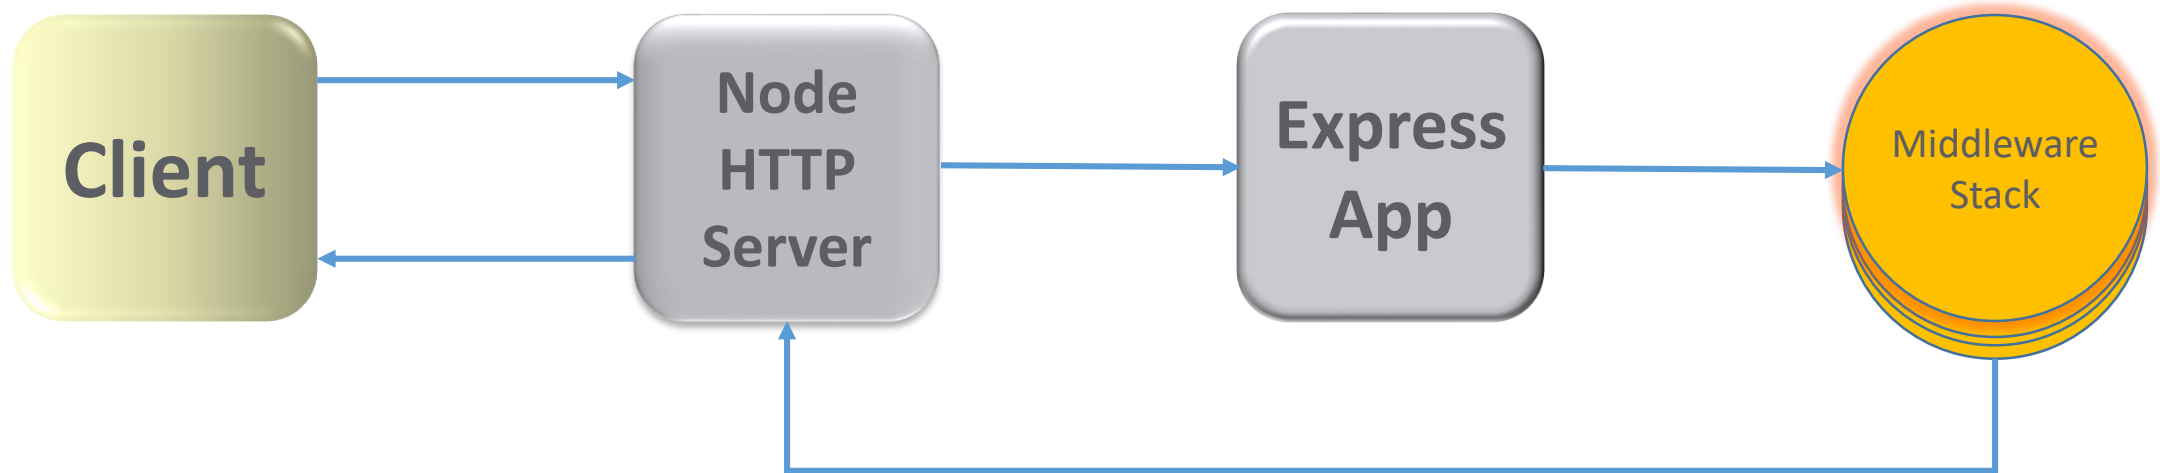 Client
Node
HTTP
Server
Express
App
Middleware
Stack